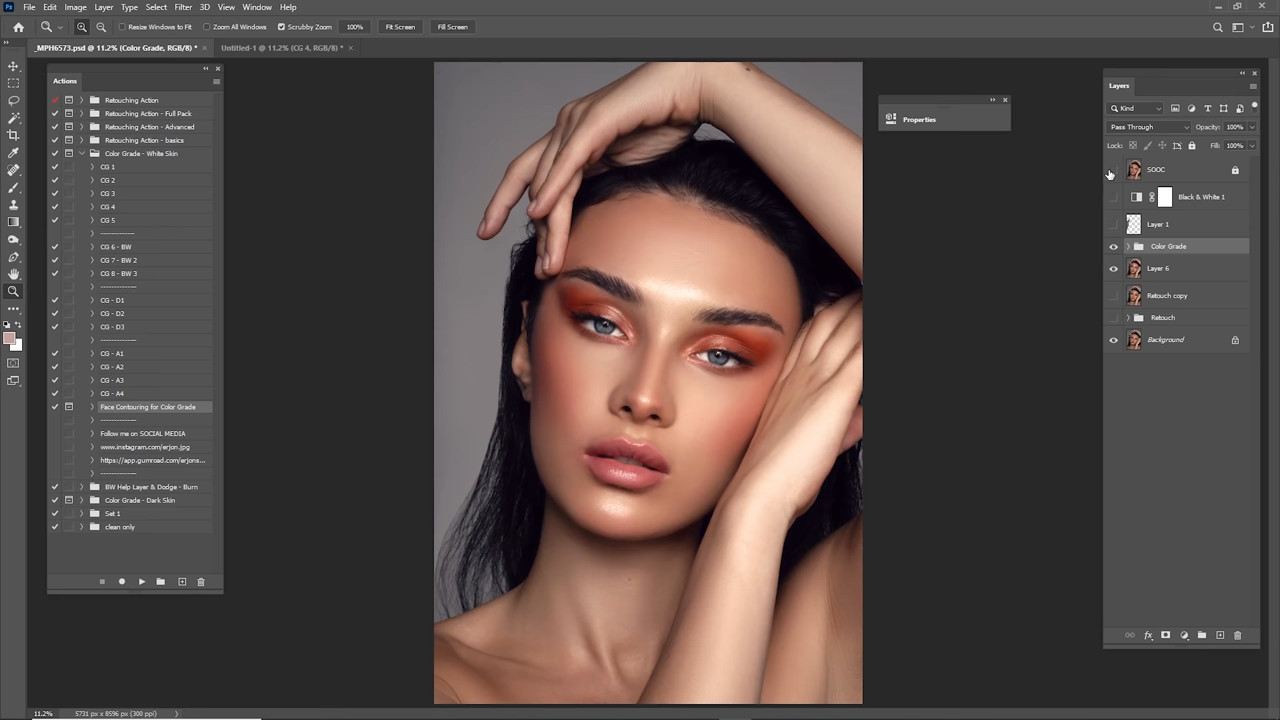 Ps File Edit Image Layer Type Select Filter 3D View Window Help
Resize Windows to Fit Zoom All Windows Scrubby Zoom 100% Fit Screen Fill Screen
_MPH6573.psd @ 11.2% (Color Grade, RGB/8) * × Untitled-1 @ 11.2% (CG 4, RGB/8) * ×
Actions
Retouching Action
Retouching Action - Full Pack
Retouching Action - Advanced
Retouching Action - basics
Color Grade - White Skin
CG 1
CG 2
CG 3
CG 4
CG 5
-------------
CG 6 - BW
CG 7 - BW 2
CG 8 - BW 3
-------------
CG - D1
CG - D2
CG - D3
-------------
CG - A1
CG - A2
CG - A3
CG - A4
Face Contouring for Color Grade
-------------
Follow me on SOCIAL MEDIA
www.instagram.com/erjon.jpg
https://app.gumroad.com/erjons...
-------------
BW Help Layer & Dodge - Burn
Color Grade - Dark Skin
Set 1
clean only
Properties
Layers
Kind
Pass Through Opacity: 100%
Lock: Fill: 100%
SOOC
Black & White 1
Layer 1
Color Grade
Layer 6
Retouch copy
Retouch
Background
fx
11.2% 5731 px x 8596 px (300 ppi)